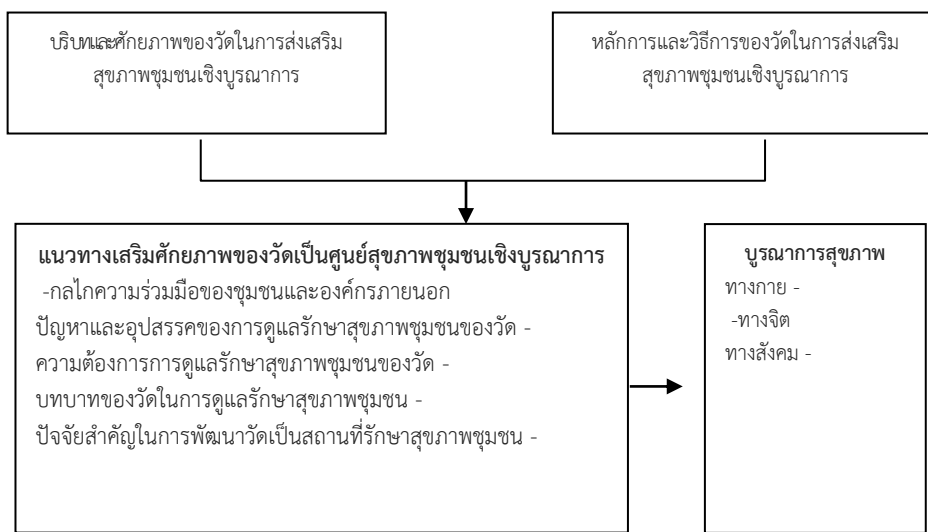 บริบทและศักยภาพของวัดในการส่งเสริม
สุขภาพชุมชนเชิงบูรณาการ
หลักการและวิธีการของวัดในการส่งเสริม
สุขภาพชุมชนเชิงบูรณาการ
แนวทางเสริมศักยภาพของวัดเป็นศูนย์สุขภาพชุมชนเชิงบูรณาการ
-กลไกความร่วมมือของชุมชนและองค์กรภายนอก
ปัญหาและอุปสรรคของการดูแลรักษาสุขภาพชุมชนของวัด -
ความต้องการการดูแลรักษาสุขภาพชุมชนของวัด -
บทบาทของวัดในการดูแลรักษาสุขภาพชุมชน -
ปัจจัยสำคัญในการพัฒนาวัดเป็นสถานที่รักษาสุขภาพชุมชน -
บูรณาการสุขภาพ
ทางกาย -
-ทางจิต
ทางสังคม -